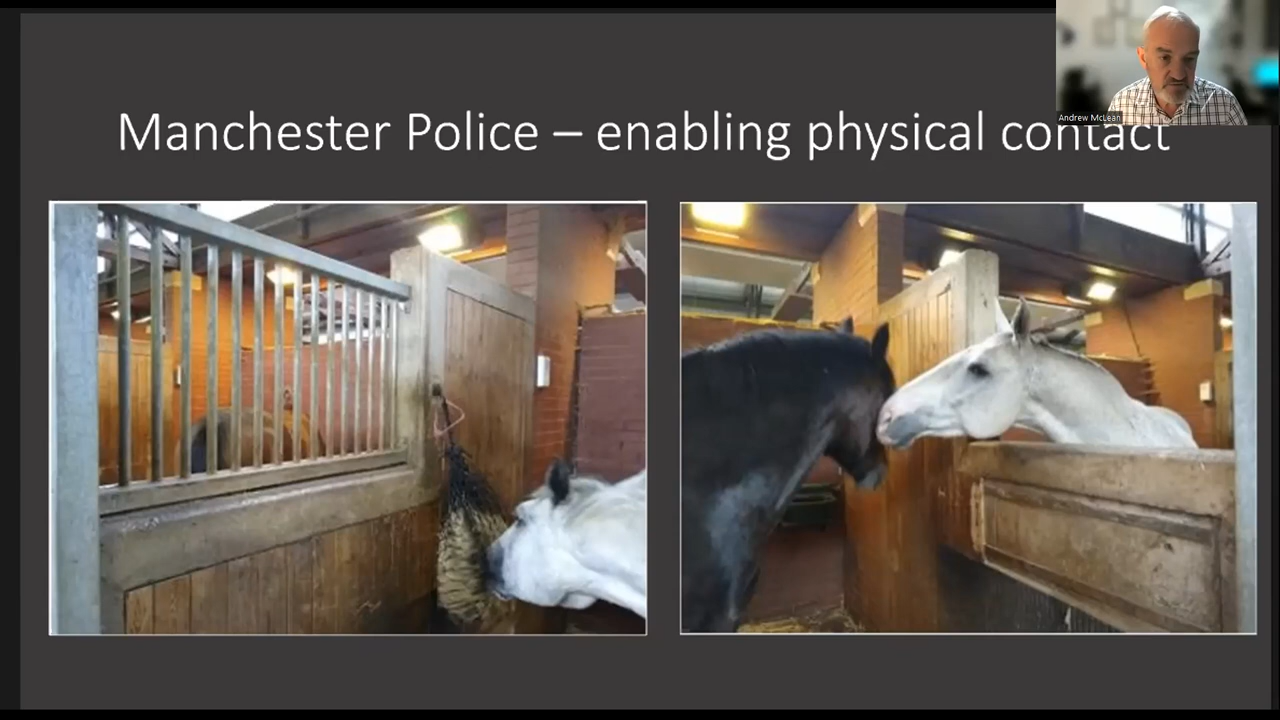 Manchester Police – enabling physical contact
Andrew McLean